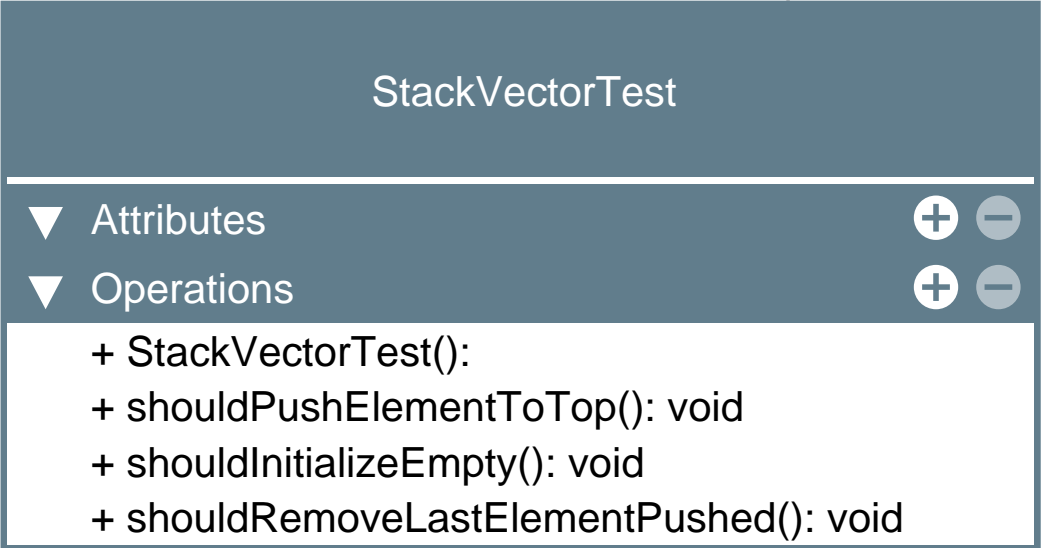 StackVectorTest
Attributes
Operations
+ StackVectorTest():
+ shouldPushElementToTop(): void
+ shouldInitializeEmpty(): void
+ shouldRemoveLastElementPushed(): void